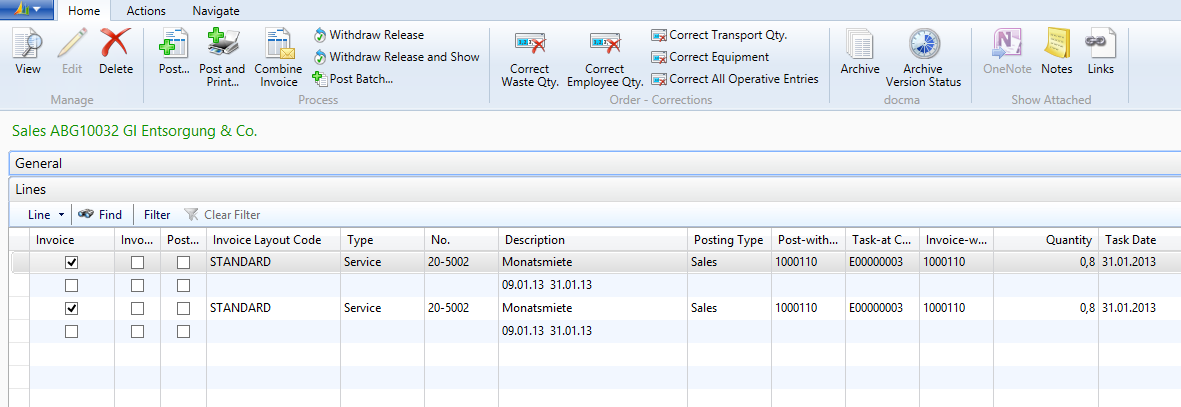 Home Actions Navigate
View Edit Delete
Manage
Post... Post and Print... Combine Invoice
Withdraw Release
Withdraw Release and Show
Post Batch...
Process
Correct Waste Qty. Correct Employee Qty.
Correct Transport Qty.
Correct Equipment
Correct All Operative Entries
Order - Corrections
Archive Archive Version Status
docma
OneNote Notes Links
Show Attached
Sales ABG10032 GI Entsorgung & Co.
General
Lines
Line Find Filter Clear Filter
Invoice Invo... Post... Invoice Layout Code Type No. Description Posting Type Post-with... Task-at C... Invoice-w... Quantity Task Date
STANDARD Service 20-5002 Monatsmiete Sales 1000110 E00000003 1000110 0,8 31.01.2013
09.01.13 31.01.13
STANDARD Service 20-5002 Monatsmiete Sales 1000110 E00000003 1000110 0,8 31.01.2013
09.01.13 31.01.13